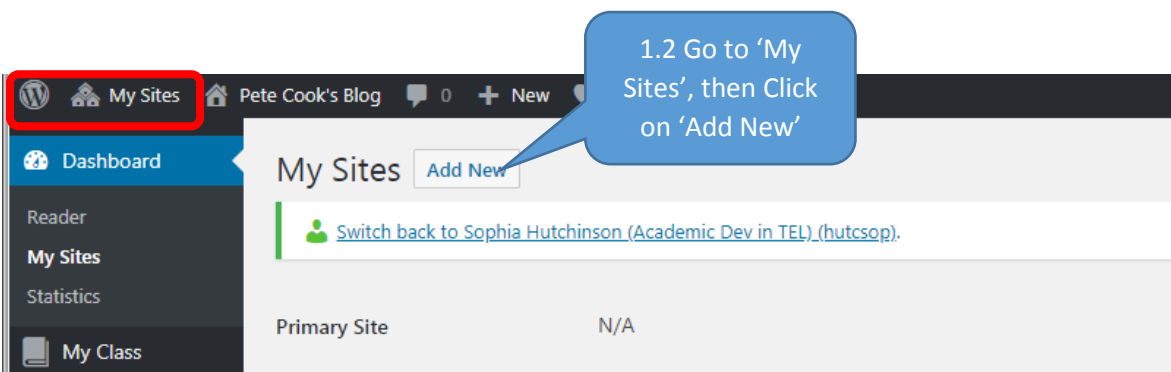 1.2 Go to ‘My
Sites’, then Click
on ‘Add New’
My Sites Pete Cook's Blog 0 + New
Dashboard
My Sites Add New
Reader
Switch back to Sophia Hutchinson (Academic Dev in TEL) (hutcsop).
My Sites
Statistics
Primary Site N/A
My Class